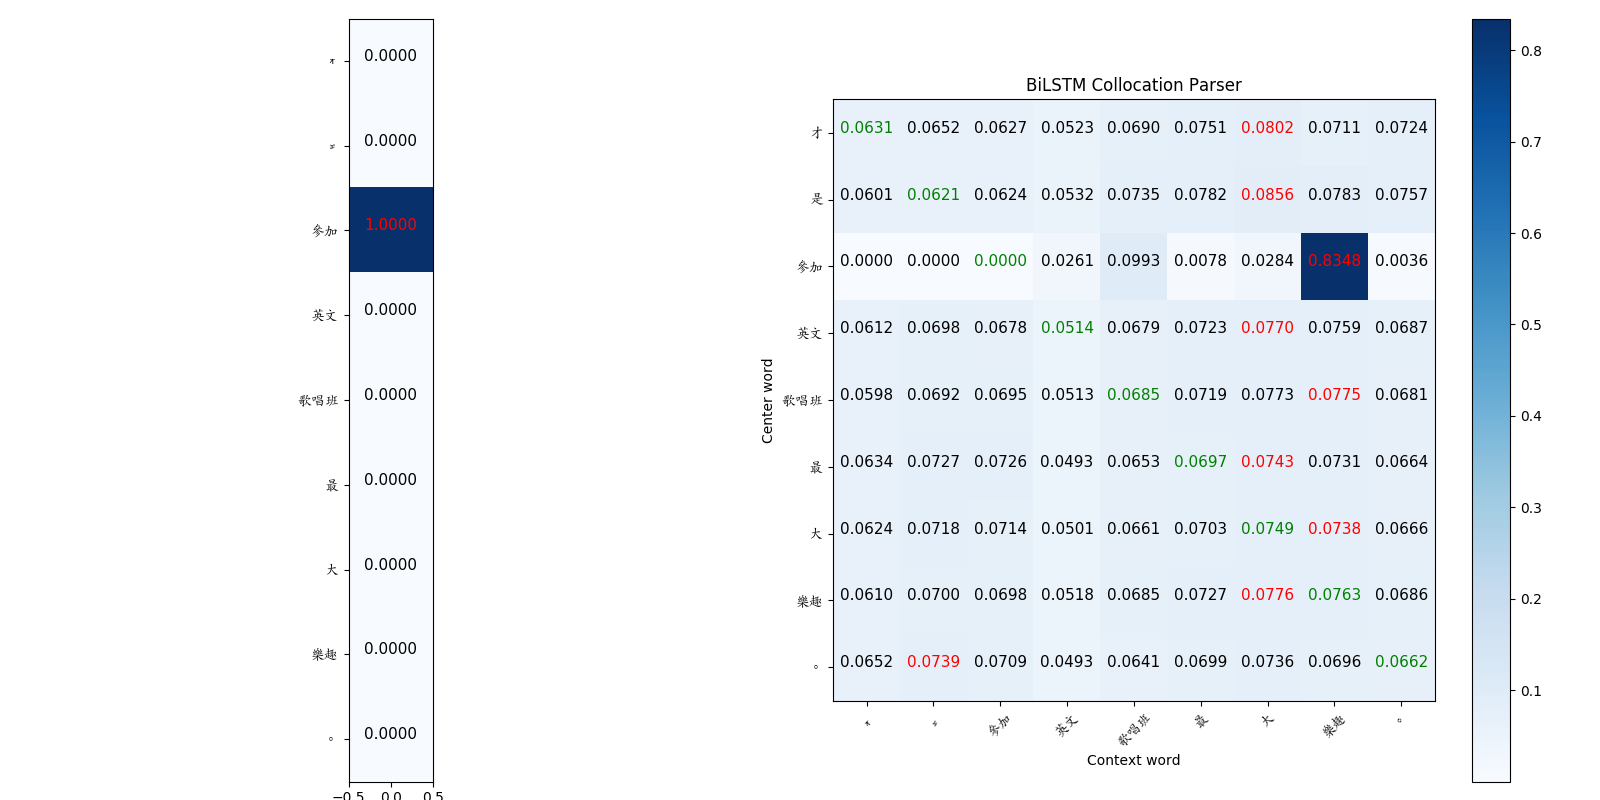 0.0000
0.0000
參加 1.0000
英文 0.0000
歌唱班 0.0000
最 0.0000
大 0.0000
樂趣 0.0000
。 0.0000
−0.5 0.0 0.5
BiLSTM Collocation Parser
才 0.0631 0.0652 0.0627 0.0523 0.0690 0.0751 0.0802 0.0711 0.0724
是 0.0601 0.0621 0.0624 0.0532 0.0735 0.0782 0.0856 0.0783 0.0757
參加 0.0000 0.0000 0.0000 0.0261 0.0993 0.0078 0.0284 0.8348 0.0036
英文 0.0612 0.0698 0.0678 0.0514 0.0679 0.0723 0.0770 0.0759 0.0687
歌唱班 0.0598 0.0692 0.0695 0.0513 0.0685 0.0719 0.0773 0.0775 0.0681
最 0.0634 0.0727 0.0726 0.0493 0.0653 0.0697 0.0743 0.0731 0.0664
大 0.0624 0.0718 0.0714 0.0501 0.0661 0.0703 0.0749 0.0738 0.0666
樂趣 0.0610 0.0700 0.0698 0.0518 0.0685 0.0727 0.0776 0.0763 0.0686
。 0.0652 0.0739 0.0709 0.0493 0.0641 0.0699 0.0736 0.0696 0.0662
參加 英文 歌唱班 最 大 樂趣 。
Center word
Context word
0.8
0.7
0.6
0.5
0.4
0.3
0.2
0.1